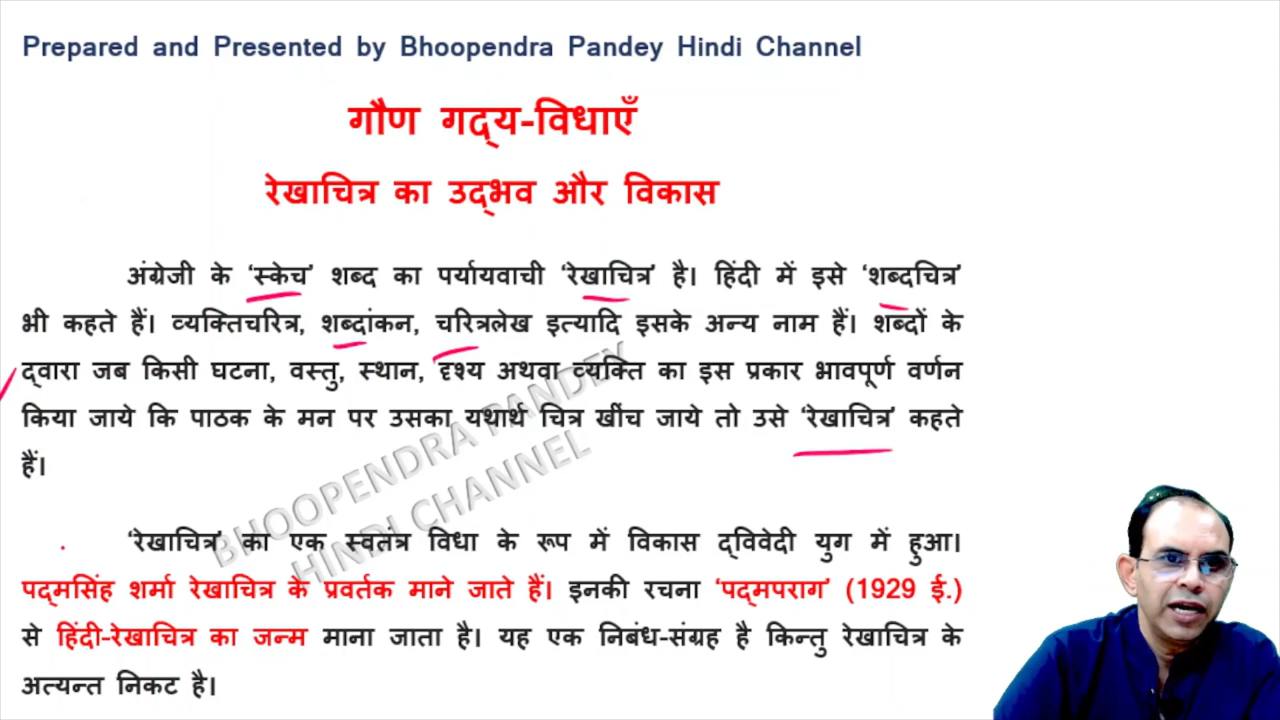 Prepared and Presented by Bhoopendra Pandey Hindi Channel
गौण गद्य-विधाएँ
रेखाचित्र का उद्भव और विकास
अंग्रेजी के ‘स्केच’ शब्द का पर्यायवाची ‘रेखाचित्र’ है। हिंदी में इसे ‘शब्दचित्र’
भी कहते हैं। व्यक्तिचरित्र, शब्दांकन, चरित्रलेख इत्यादि इसके अन्य नाम हैं। शब्दों के
द्वारा जब किसी घटना, वस्तु, स्थान, दृश्य अथवा व्यक्ति का इस प्रकार भावपूर्ण वर्णन
किया जाये कि पाठक के मन पर उसका यथार्थ चित्र खींच जाये तो उसे ‘रेखाचित्र’ कहते
हैं।
BHOOPENDRA PANDEY
HINDI CHANNEL
‘रेखाचित्र’ का एक स्वतंत्र विधा के रूप में विकास द्विवेदी युग में हुआ।
पद्मसिंह शर्मा रेखाचित्र के प्रवर्तक माने जाते हैं। इनकी रचना ‘पद्मपराग’ (1929 ई.)
से हिंदी-रेखाचित्र का जन्म माना जाता है। यह एक निबंध-संग्रह है किन्तु रेखाचित्र के
अत्यन्त निकट है।